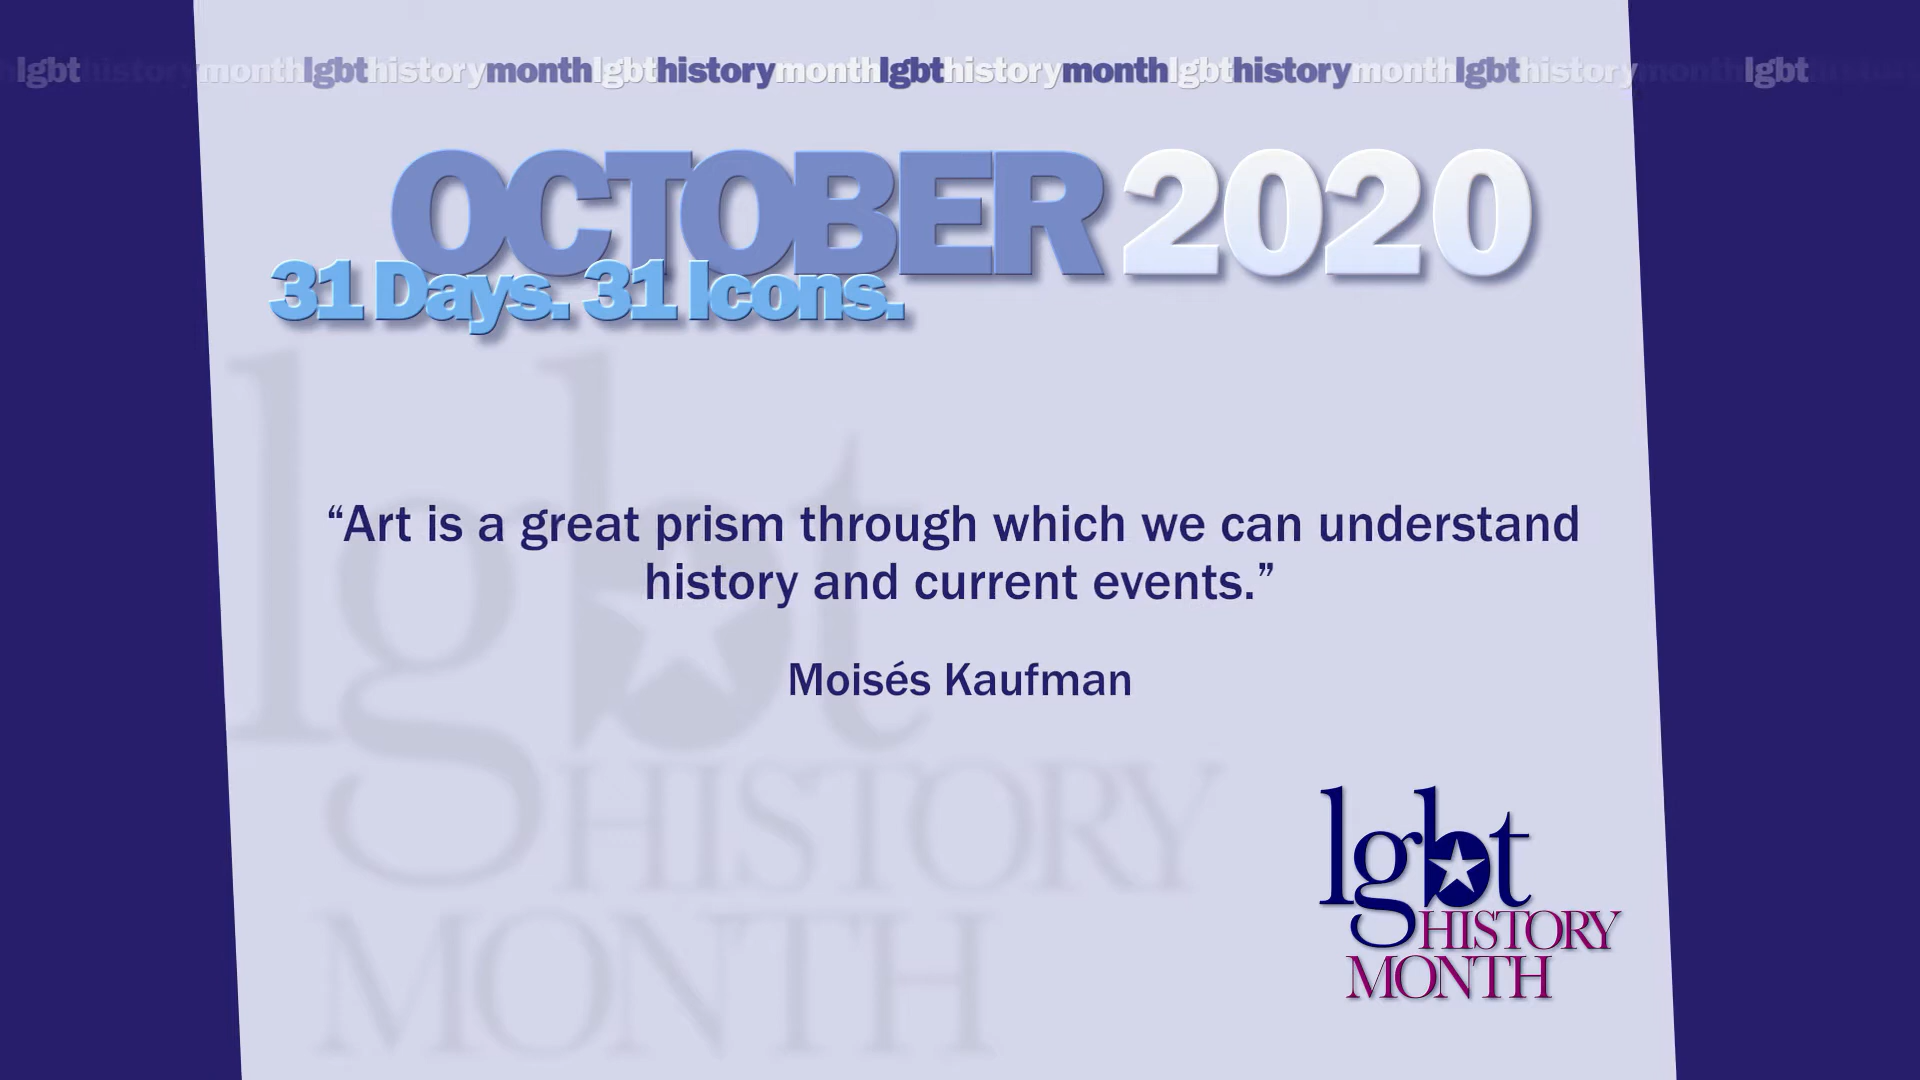 lgbthistorymonthlgbthistorymonthlgbthistorymonthlgbthistorymonthlgbthistorymonthlgbt
OCTOBER 2020
31 Days. 31 Icons.
“Art is a great prism through which we can understand
history and current events.”
Moisés Kaufman
lgbt
HISTORY
MONTH
lgbt
HISTORY
MONTH